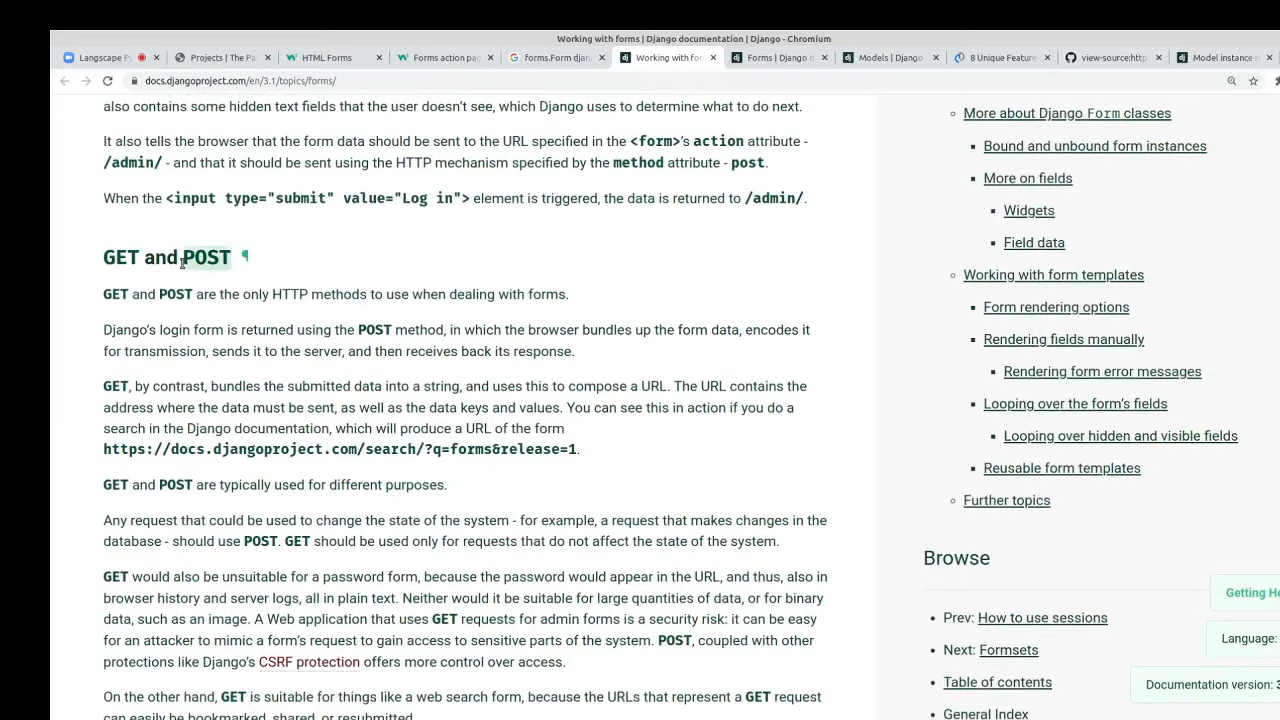 Working with forms | Django documentation | Django - Chromium
Langscape P
Projects | The Pa
HTML Forms
Forms action pag
forms.Form djan
Working with for
Forms | Django d
Models | Django
8 Unique Feature
view-source:http
Model instance r
docs.djangoproject.com/en/3.1/topics/forms/
also contains some hidden text fields that the user doesn't see, which Django uses to determine what to do next.
It also tells the browser that the form data should be sent to the URL specified in the <form>'s action attribute -
/admin/ - and that it should be sent using the HTTP mechanism specified by the method attribute - post.
When the <input type="submit" value="Log in"> element is triggered, the data is returned to /admin/.
GET and POST ¶
GET and POST are the only HTTP methods to use when dealing with forms.
Django's login form is returned using the POST method, in which the browser bundles up the form data, encodes it
for transmission, sends it to the server, and then receives back its response.
GET, by contrast, bundles the submitted data into a string, and uses this to compose a URL. The URL contains the
address where the data must be sent, as well as the data keys and values. You can see this in action if you do a
search in the Django documentation, which will produce a URL of the form
https://docs.djangoproject.com/search/?q=forms&release=1.
GET and POST are typically used for different purposes.
Any request that could be used to change the state of the system - for example, a request that makes changes in the
database - should use POST. GET should be used only for requests that do not affect the state of the system.
GET would also be unsuitable for a password form, because the password would appear in the URL, and thus, also in
browser history and server logs, all in plain text. Neither would it be suitable for large quantities of data, or for binary
data, such as an image. A Web application that uses GET requests for admin forms is a security risk: it can be easy
for an attacker to mimic a form's request to gain access to sensitive parts of the system. POST, coupled with other
protections like Django's CSRF protection offers more control over access.
On the other hand, GET is suitable for things like a web search form, because the URLs that represent a GET request
can easily be bookmarked, shared, or resubmitted.
More about Django Form classes
Bound and unbound form instances
More on fields
Widgets
Field data
Working with form templates
Form rendering options
Rendering fields manually
Rendering form error messages
Looping over the form's fields
Looping over hidden and visible fields
Reusable form templates
Further topics
Browse
Prev: How to use sessions
Next: Formsets
Table of contents
General Index
Getting He
Language:
Documentation version: 3